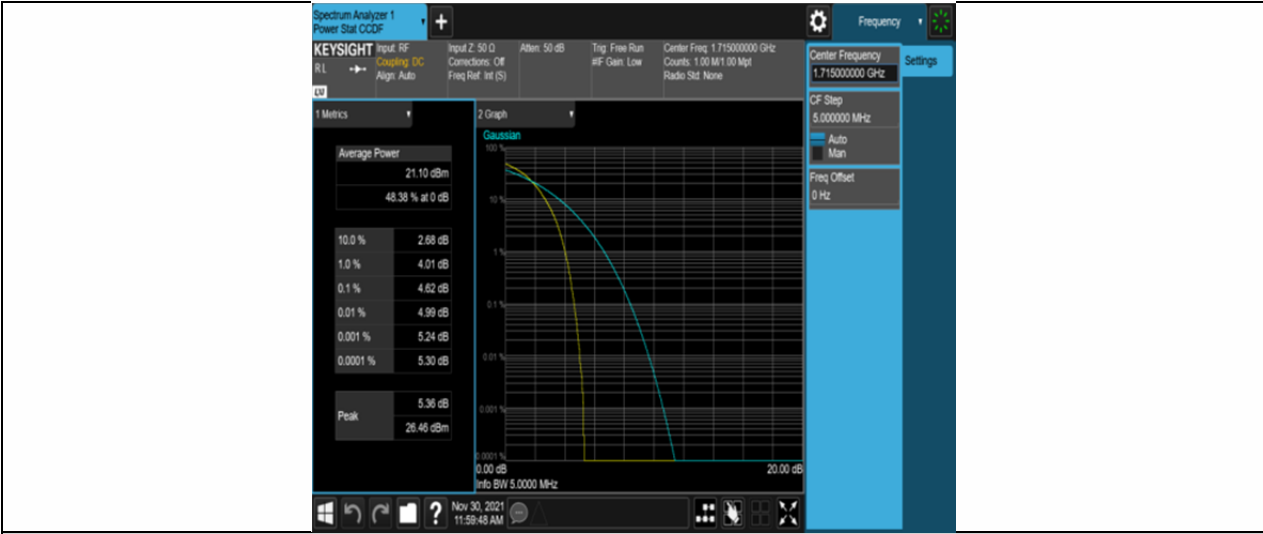 Spectrum Analyzer 1
Power Stat CCDF
Frequency
KEYSIGHT
RL
LV
Input: RF
Coupling: DC
Align: Auto
Input Z: 50 Ω
Corrections: Off
Freq Ref: Int (S)
Atten: 50 dB
Trig: Free Run
#IF Gain: Low
Center Freq: 1.715000000 GHz
Counts: 1.00 M/1.00 Mpt
Radio Std: None
Center Frequency
1.715000000 GHz
Settings
CF Step
5.000000 MHz
Auto
Man
Freq Offset
0 Hz
1 Metrics
Average Power
21.10 dBm
48.38 % at 0 dB
10.0 % 2.68 dB
1.0 % 4.01 dB
0.1 % 4.62 dB
0.01 % 4.99 dB
0.001 % 5.24 dB
0.0001 % 5.30 dB
Peak 5.36 dB
26.46 dBm
2 Graph
Gaussian
100 %
10 %
1 %
0.1 %
0.01 %
0.001 %
0.0001 %
0.00 dB 20.00 dB
Info BW 5.0000 MHz
?
Nov 30, 2021
11:59:48 AM